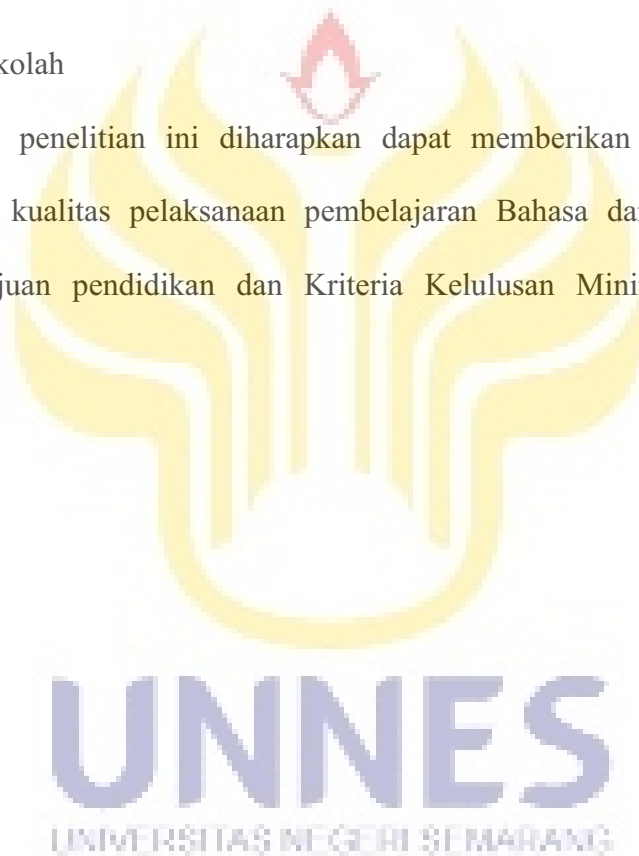 kolah
penelitian ini diharapkan dapat memberikan
kualitas pelaksanaan pembelajaran Bahasa dan
juan pendidikan dan Kriteria Kelulusan Mini
UNNES
UNIVERSITAS NEGERI SEMARANG